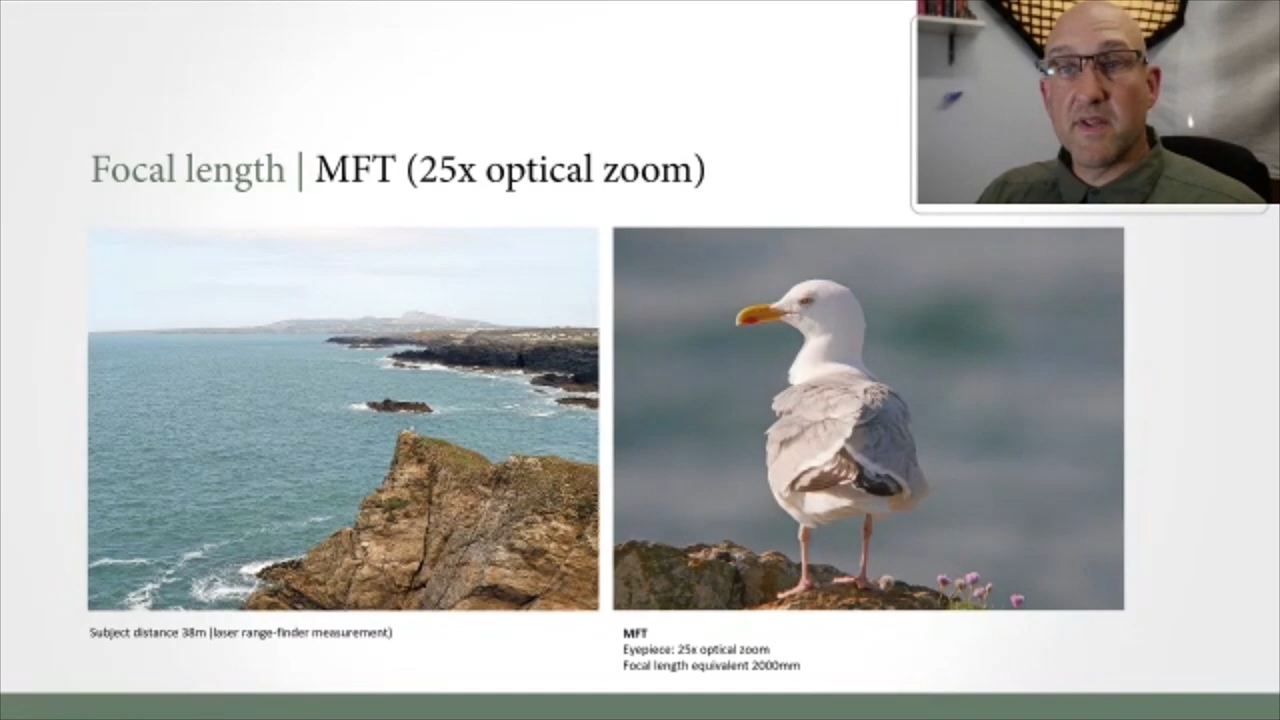 Focal length | MFT (25x optical zoom)
Subject distance 38m (laser range-finder measurement)
MFT
Eyepiece: 25x optical zoom
Focal length equivalent 2000mm